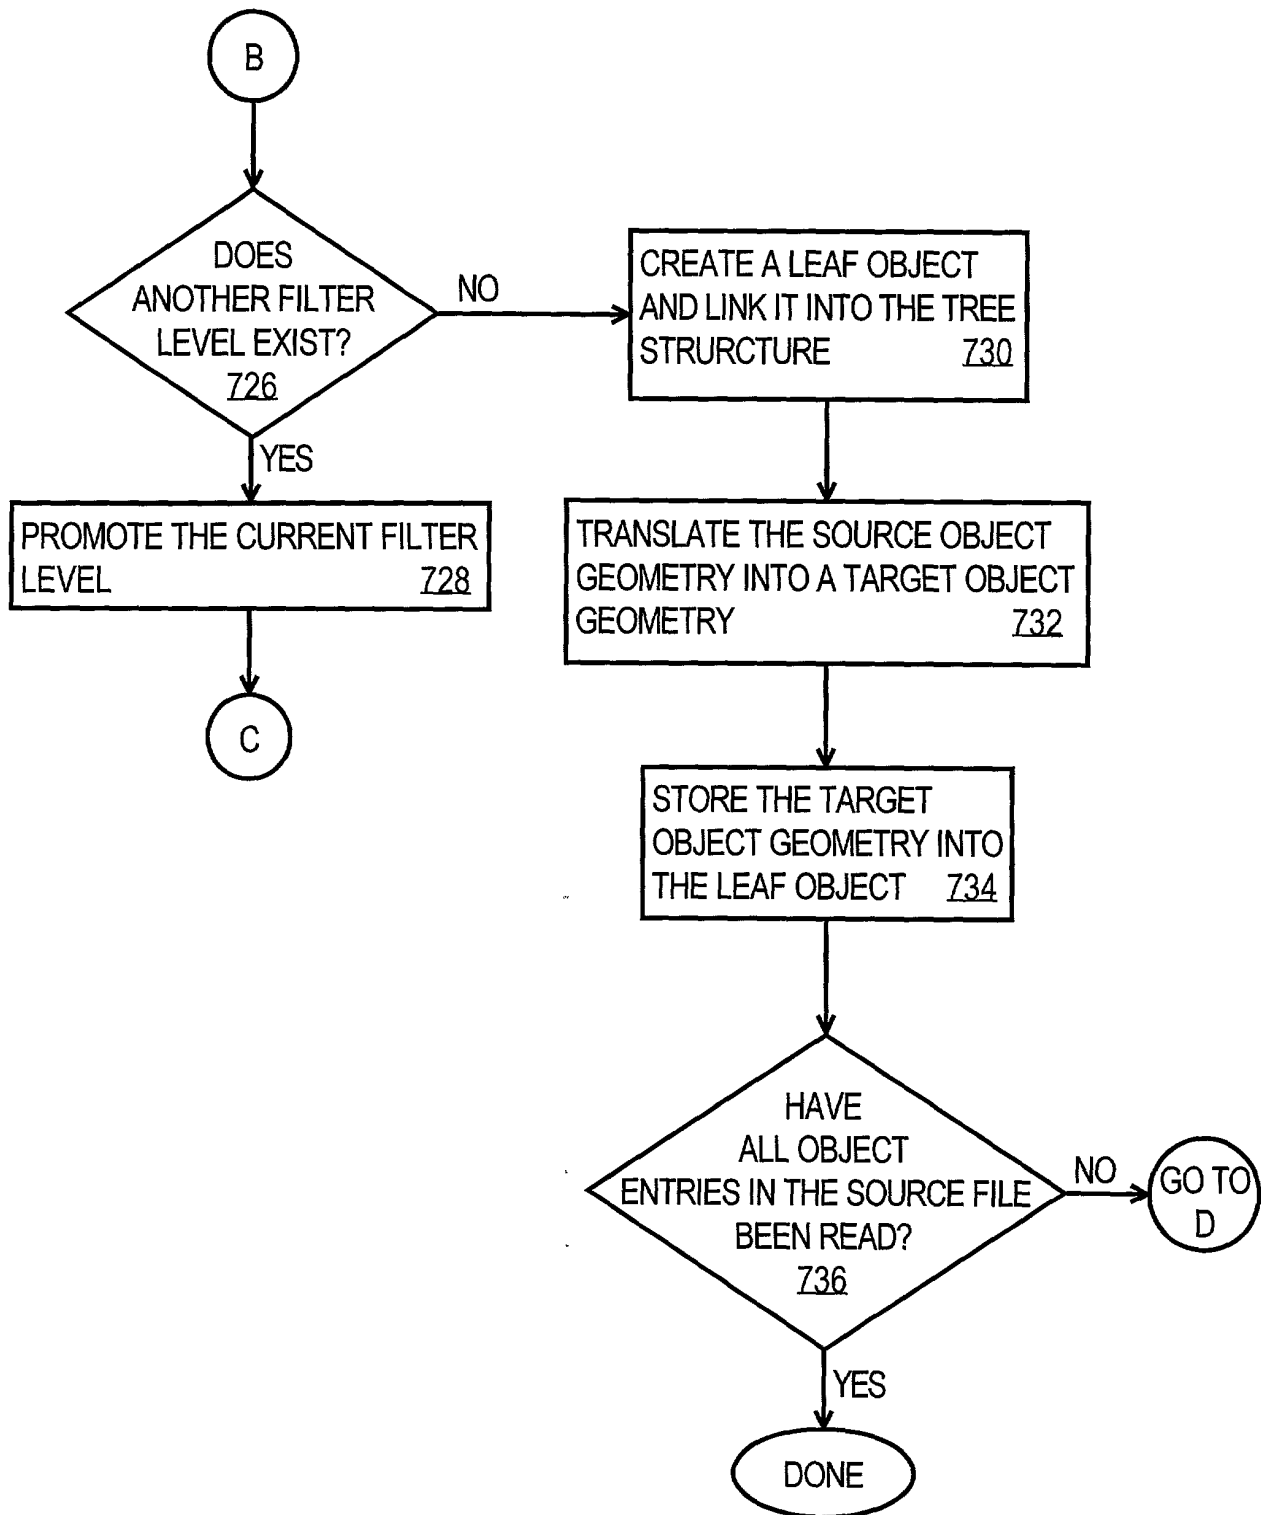 B
DOES
ANOTHER FILTER
LEVEL EXIST?
726
NO
YES
PROMOTE THE CURRENT FILTER
LEVEL 728
C
CREATE A LEAF OBJECT
AND LINK IT INTO THE TREE
STRURCTURE 730
TRANSLATE THE SOURCE OBJECT
GEOMETRY INTO A TARGET OBJECT
GEOMETRY 732
STORE THE TARGET
OBJECT GEOMETRY INTO
THE LEAF OBJECT 734
HAVE
ALL OBJECT
ENTRIES IN THE SOURCE FILE
BEEN READ?
736
NO
GO TO
D
YES
DONE